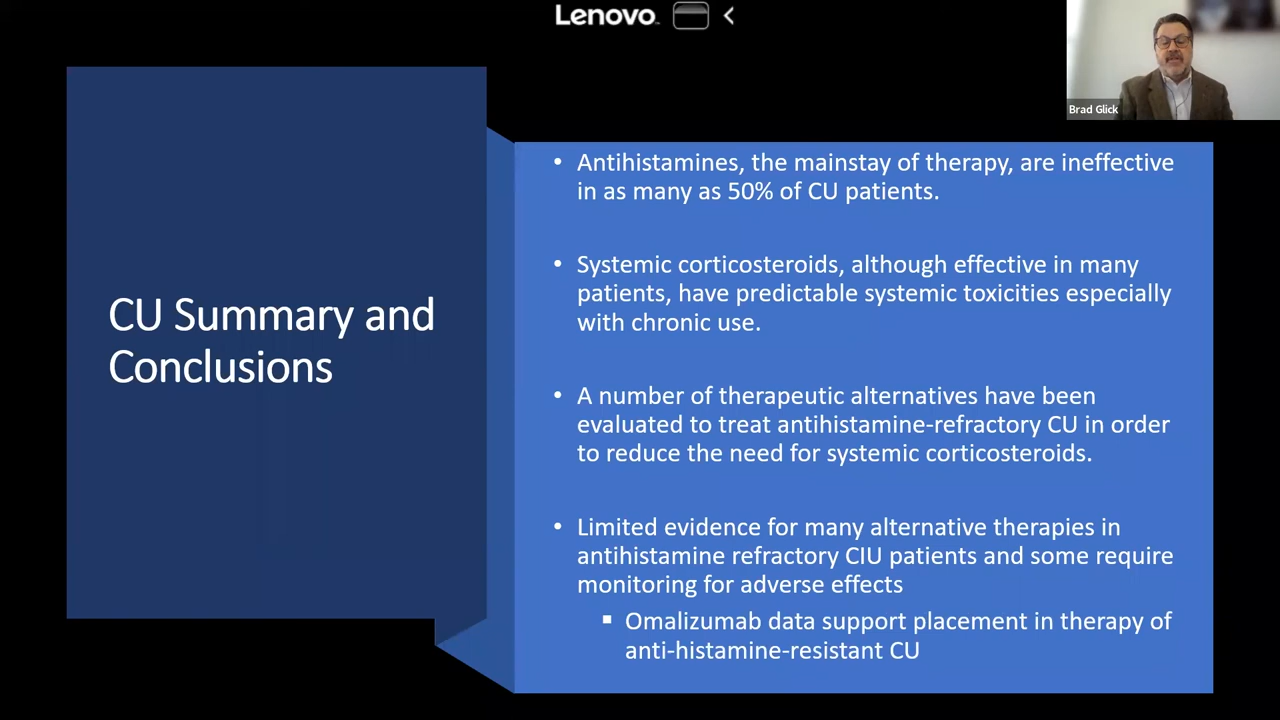 Lenovo
Brad Glick
CU Summary and
Conclusions
• Antihistamines, the mainstay of therapy, are ineffective
in as many as 50% of CU patients.
• Systemic corticosteroids, although effective in many
patients, have predictable systemic toxicities especially
with chronic use.
• A number of therapeutic alternatives have been
evaluated to treat antihistamine-refractory CU in order
to reduce the need for systemic corticosteroids.
• Limited evidence for many alternative therapies in
antihistamine refractory CIU patients and some require
monitoring for adverse effects
▪ Omalizumab data support placement in therapy of
anti-histamine-resistant CU